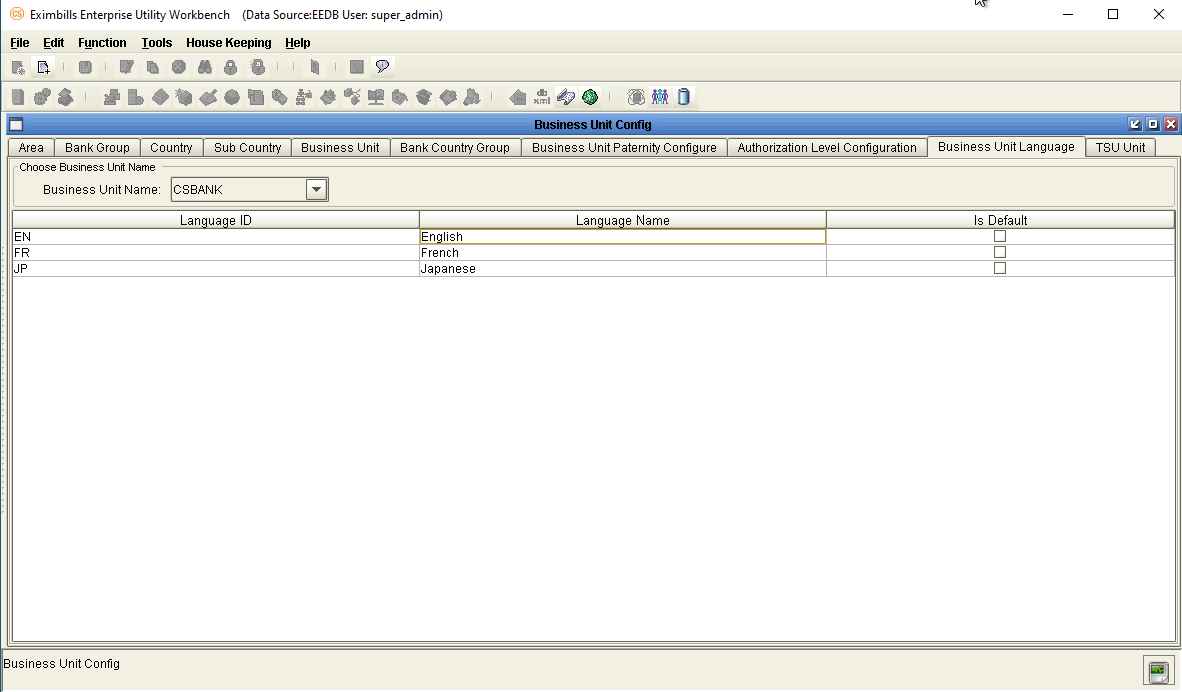 CS Eximbills Enterprise Utility Workbench (Data Source:EEDB User: super_admin)
File Edit Function Tools House Keeping Help
db
xml
Business Unit Config
Area Bank Group Country Sub Country Business Unit Bank Country Group Business Unit Paternity Configure Authorization Level Configuration Business Unit Language TSU Unit
Choose Business Unit Name
Business Unit Name: CSBANK
Language ID Language Name Is Default
EN English
FR French
JP Japanese
Business Unit Config